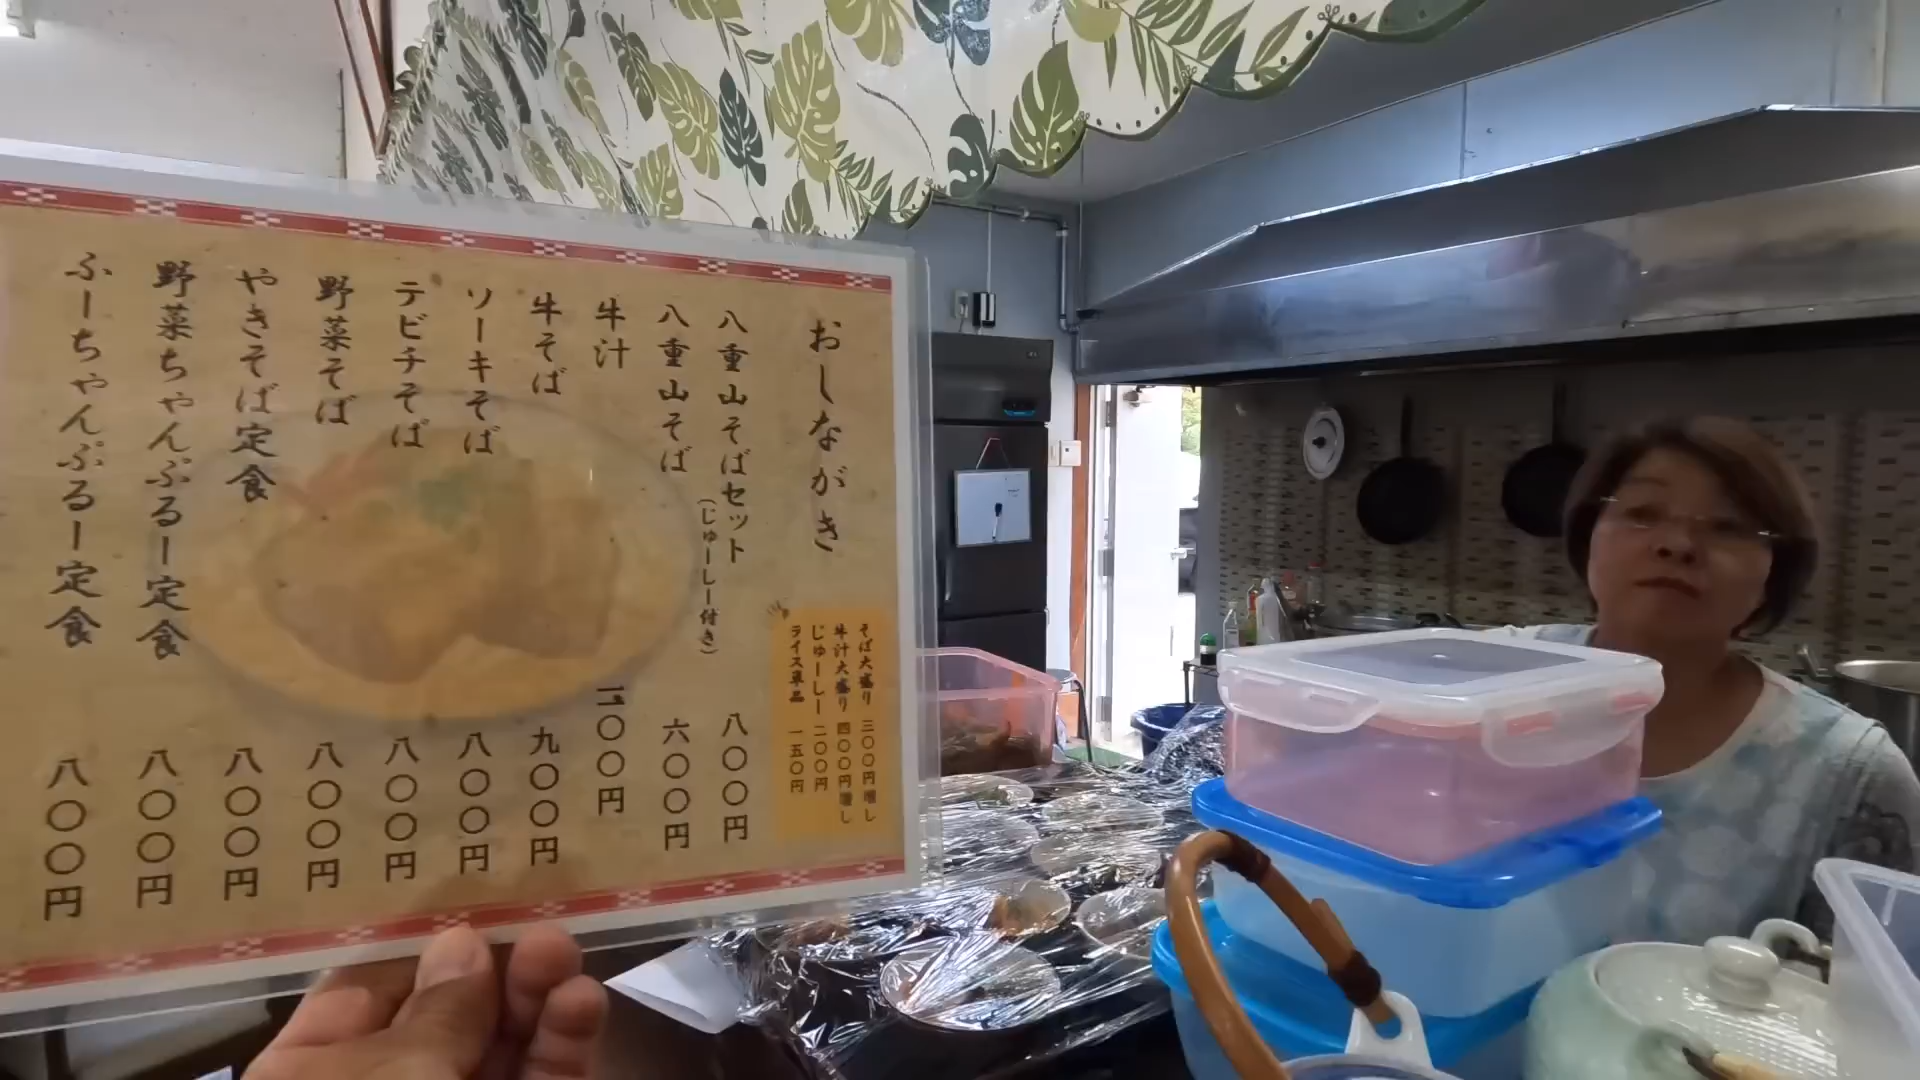 おしながき
八重山そばセット
(じゅーしー付き)
八〇〇円
八重山そば
六〇〇円
牛汁
〇〇円
牛そば
九〇〇円
ソーキそば
八〇〇円
テビチそば
八〇〇円
野菜そば
八〇〇円
やきそば定食
八〇〇円
野菜ちゃんぷるー定食
八〇〇円
ふーちゃんぷるー定食
八〇〇円
そば大盛り 三〇〇円増し
牛汁大盛り 四〇〇円増し
じゅーしー 二〇〇円
ライス単品 一五〇円